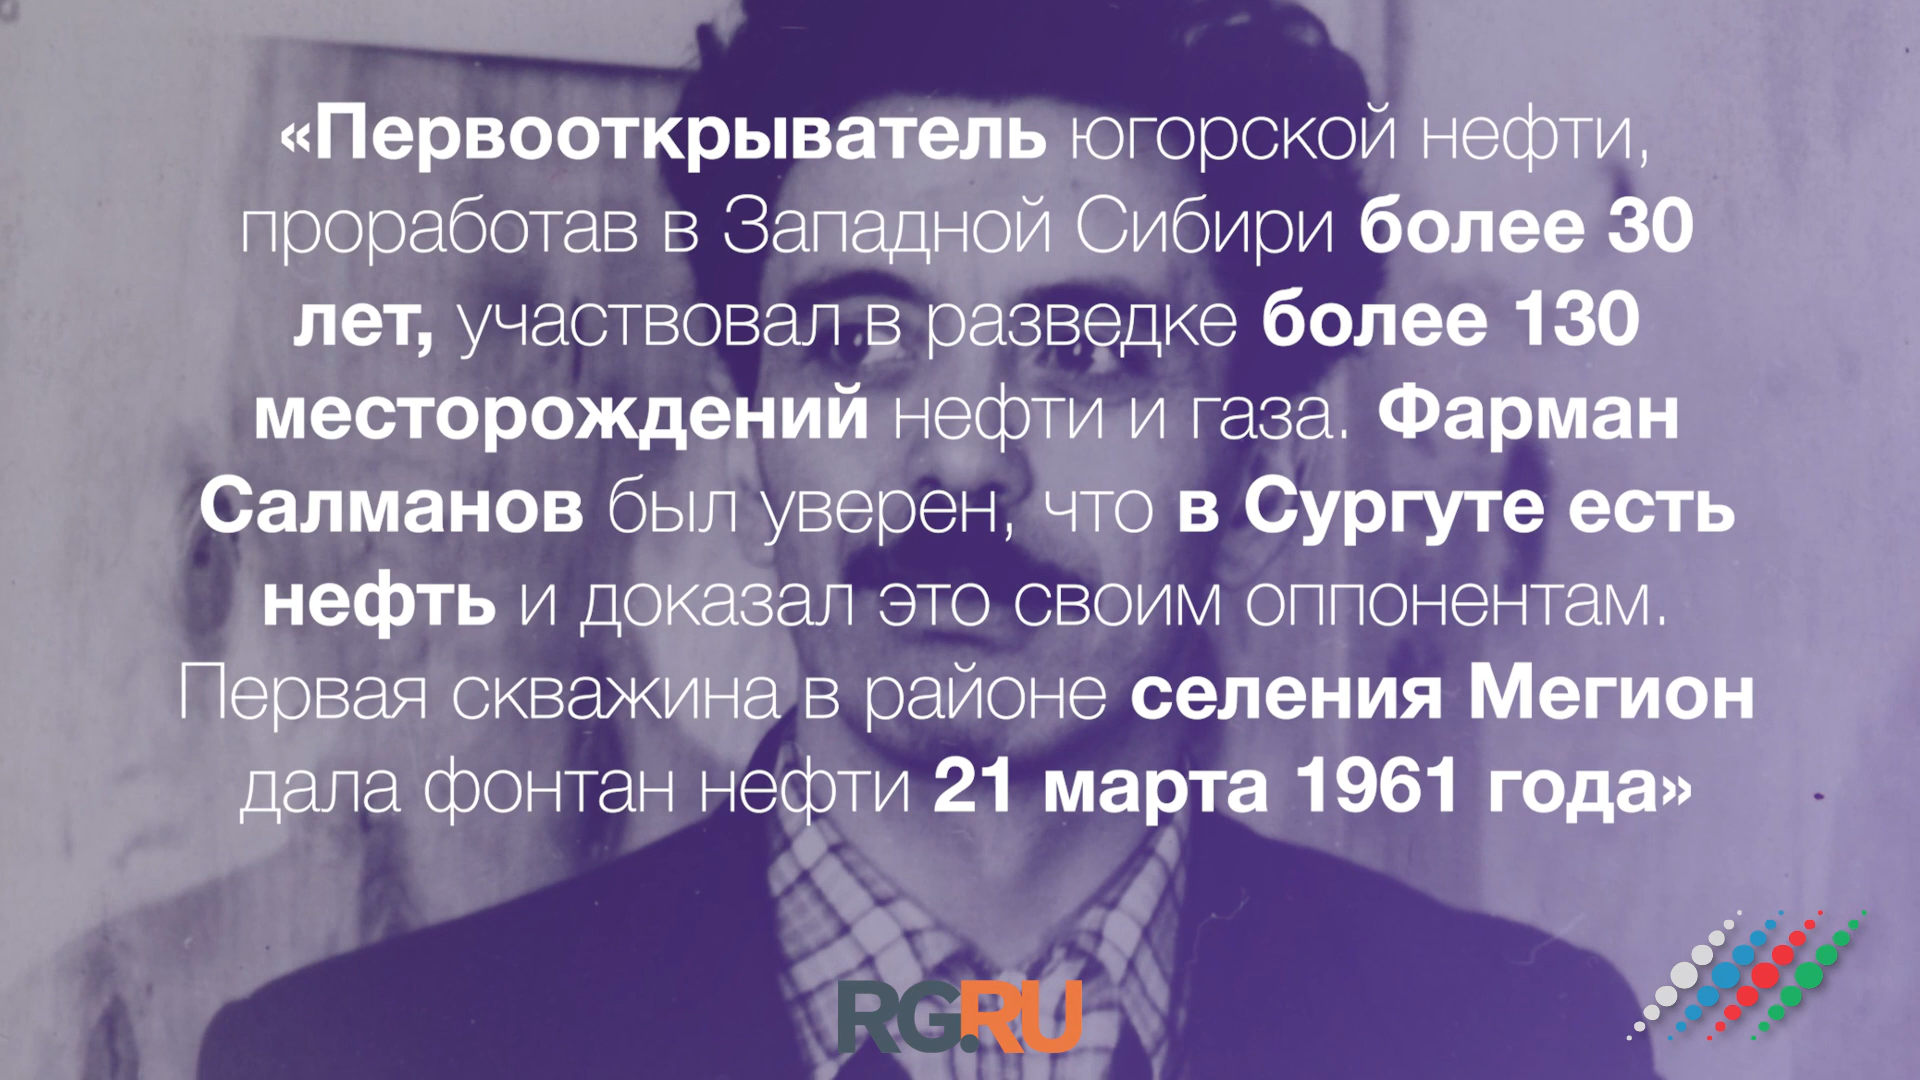 «Первооткрыватель югорской нефти,
проработав в Западной Сибири более 30
лет, участвовал в разведке более 130
месторождений нефти и газа. Фарман
Салманов был уверен, что в Сургуте есть
нефть и доказал это своим оппонентам.
Первая скважина в районе селения Мегион
дала фонтан нефти 21 марта 1961 года»
RG.RU